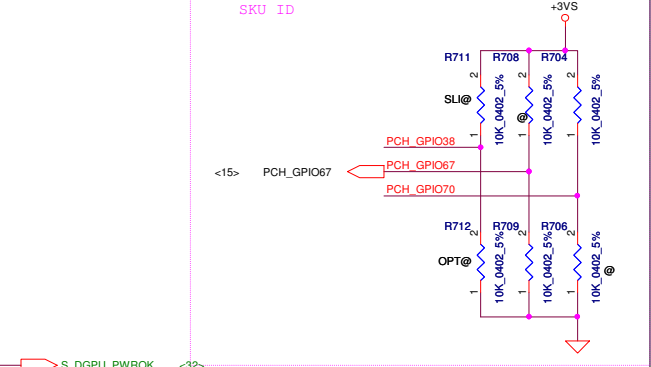 SKU ID
+3VS
R711 R708 R704
2 2 2
SLI@
@
10K_0402_5% 10K_0402_5% 10K_0402_5%
1 1 1
PCH_GPIO38
<15> PCH_GPIO67 PCH_GPIO67
PCH_GPIO70
R712 R709 R706
2 2 2
OPT@
@
10K_0402_5% 10K_0402_5% 10K_0402_5%
1 1 1
S_DGPU_PWROK <32>